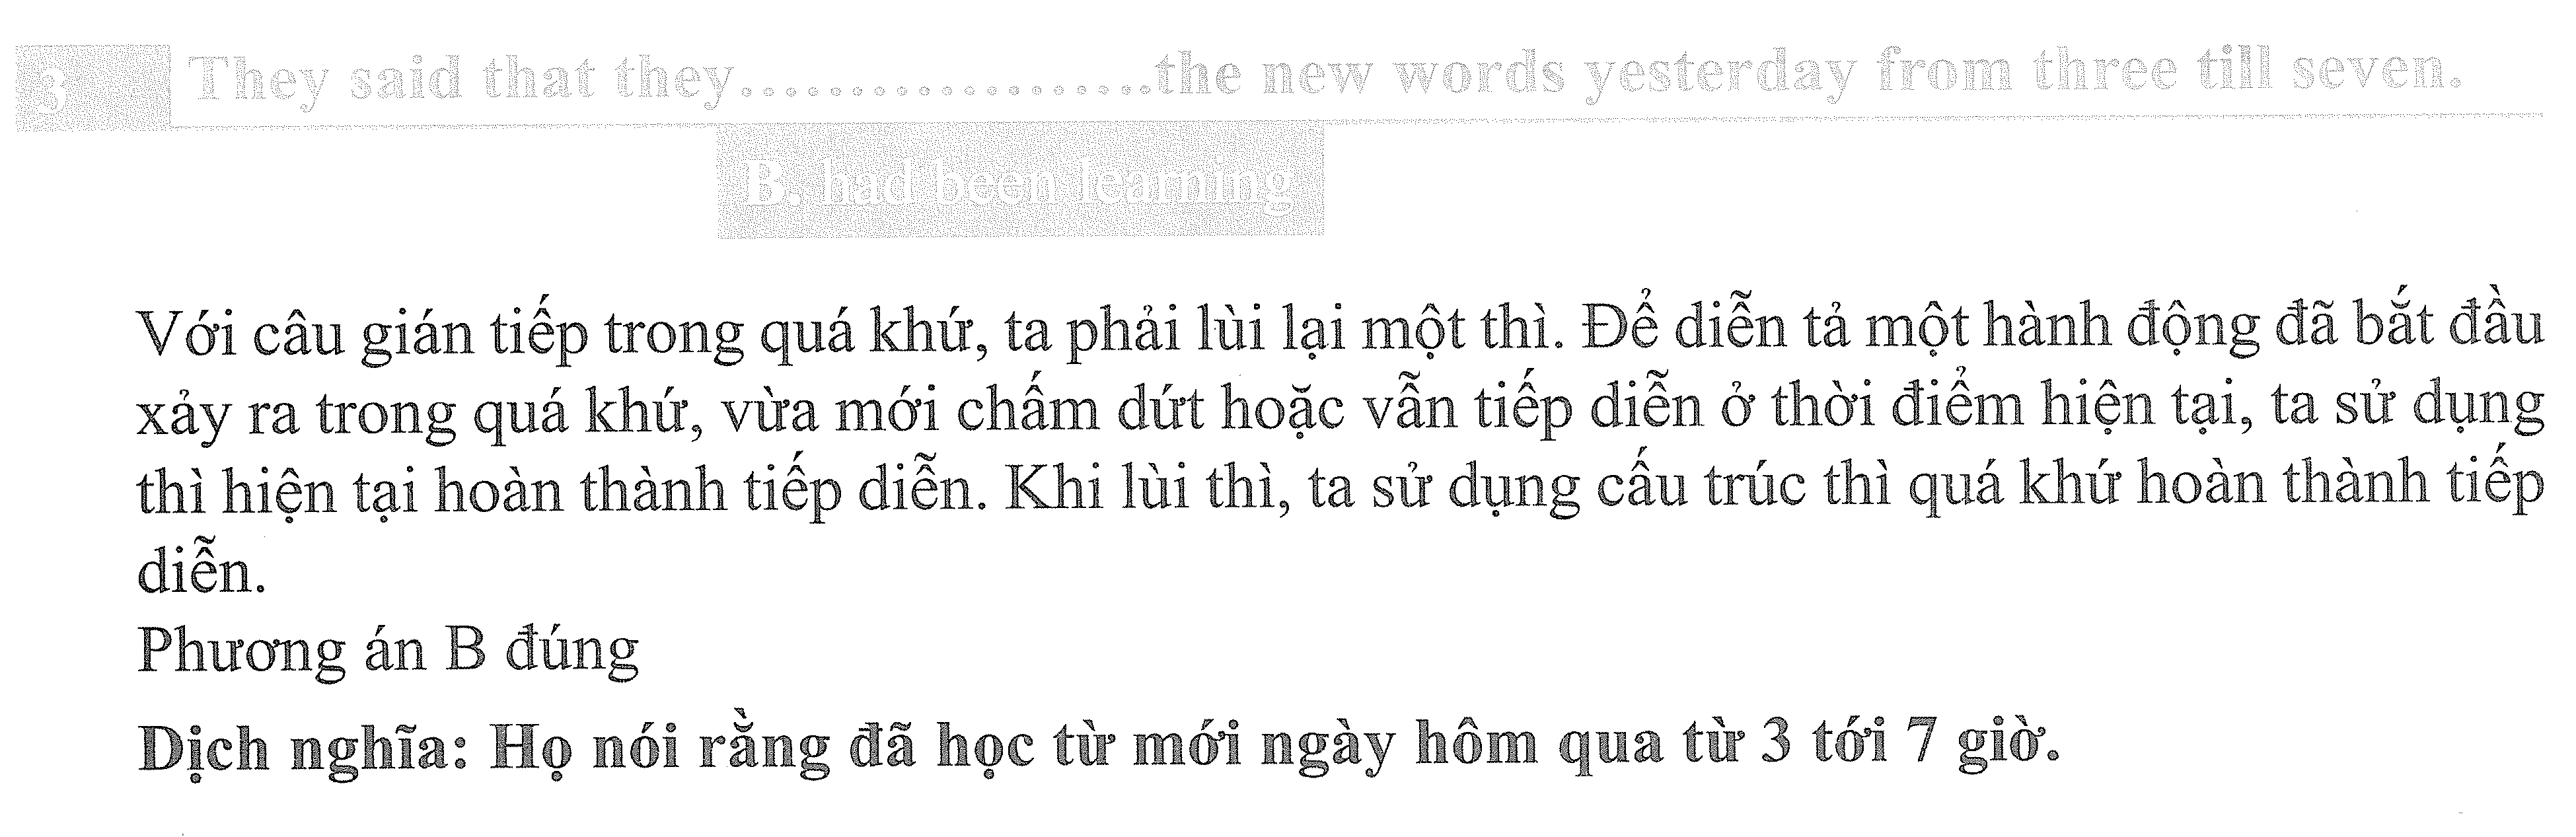 3 They said that they...................the new words yesterday from three till seven.
B. had been learning
Với câu gián tiếp trong quá khứ, ta phải lùi lại một thì. Để diễn tả một hành động đã bắt đầu
xảy ra trong quá khứ, vừa mới chấm dứt hoặc vẫn tiếp diễn ở thời điểm hiện tại, ta sử dụng
thì hiện tại hoàn thành tiếp diễn. Khi lùi thì, ta sử dụng cấu trúc thì quá khứ hoàn thành tiếp
diễn.
Phương án B đúng
Dịch nghĩa: Họ nói rằng đã học từ mới ngày hôm qua từ 3 tới 7 giờ.